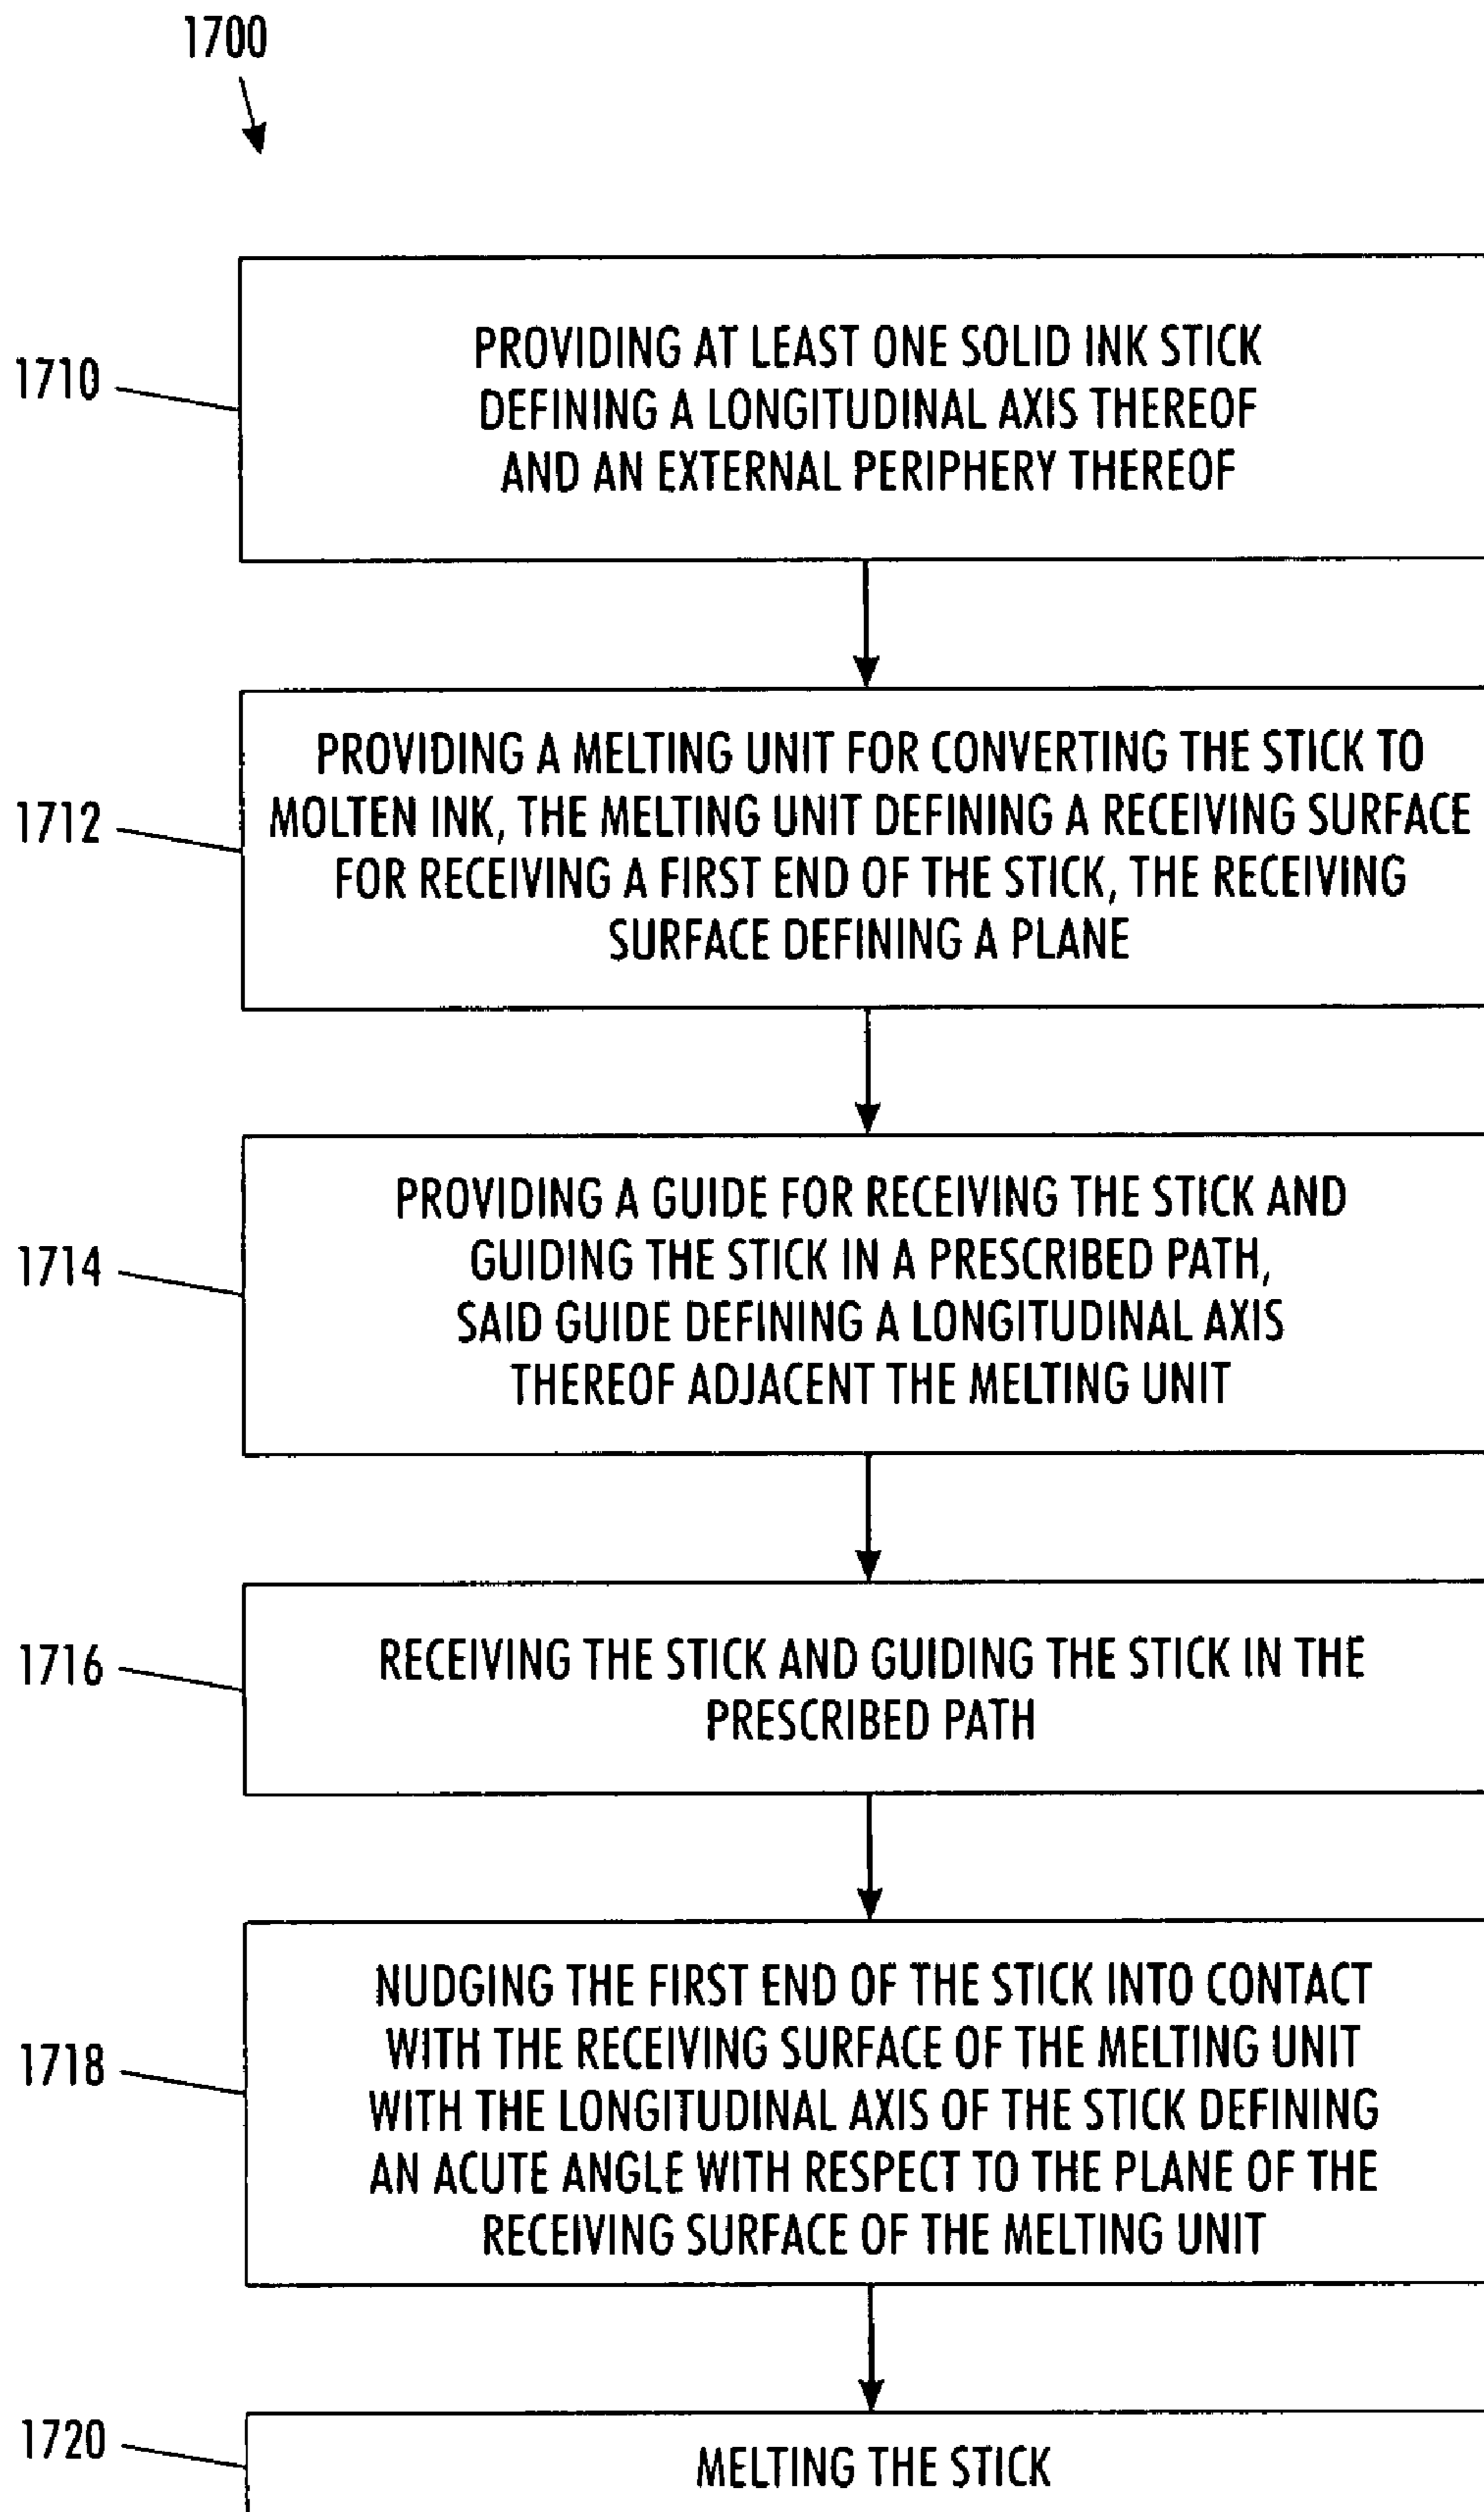 1700
1710
PROVIDING AT LEAST ONE SOLID INK STICK
DEFINING A LONGITUDINAL AXIS THEREOF
AND AN EXTERNAL PERIPHERY THEREOF
1712
PROVIDING A MELTING UNIT FOR CONVERTING THE STICK TO
MOLTEN INK, THE MELTING UNIT DEFINING A RECEIVING SURFACE
FOR RECEIVING A FIRST END OF THE STICK, THE RECEIVING
SURFACE DEFINING A PLANE
1714
PROVIDING A GUIDE FOR RECEIVING THE STICK AND
GUIDING THE STICK IN A PRESCRIBED PATH,
SAID GUIDE DEFINING A LONGITUDINAL AXIS
THEREOF ADJACENT THE MELTING UNIT
1716
RECEIVING THE STICK AND GUIDING THE STICK IN THE
PRESCRIBED PATH
1718
NUDGING THE FIRST END OF THE STICK INTO CONTACT
WITH THE RECEIVING SURFACE OF THE MELTING UNIT
WITH THE LONGITUDINAL AXIS OF THE STICK DEFINING
AN ACUTE ANGLE WITH RESPECT TO THE PLANE OF THE
RECEIVING SURFACE OF THE MELTING UNIT
1720
MELTING THE STICK